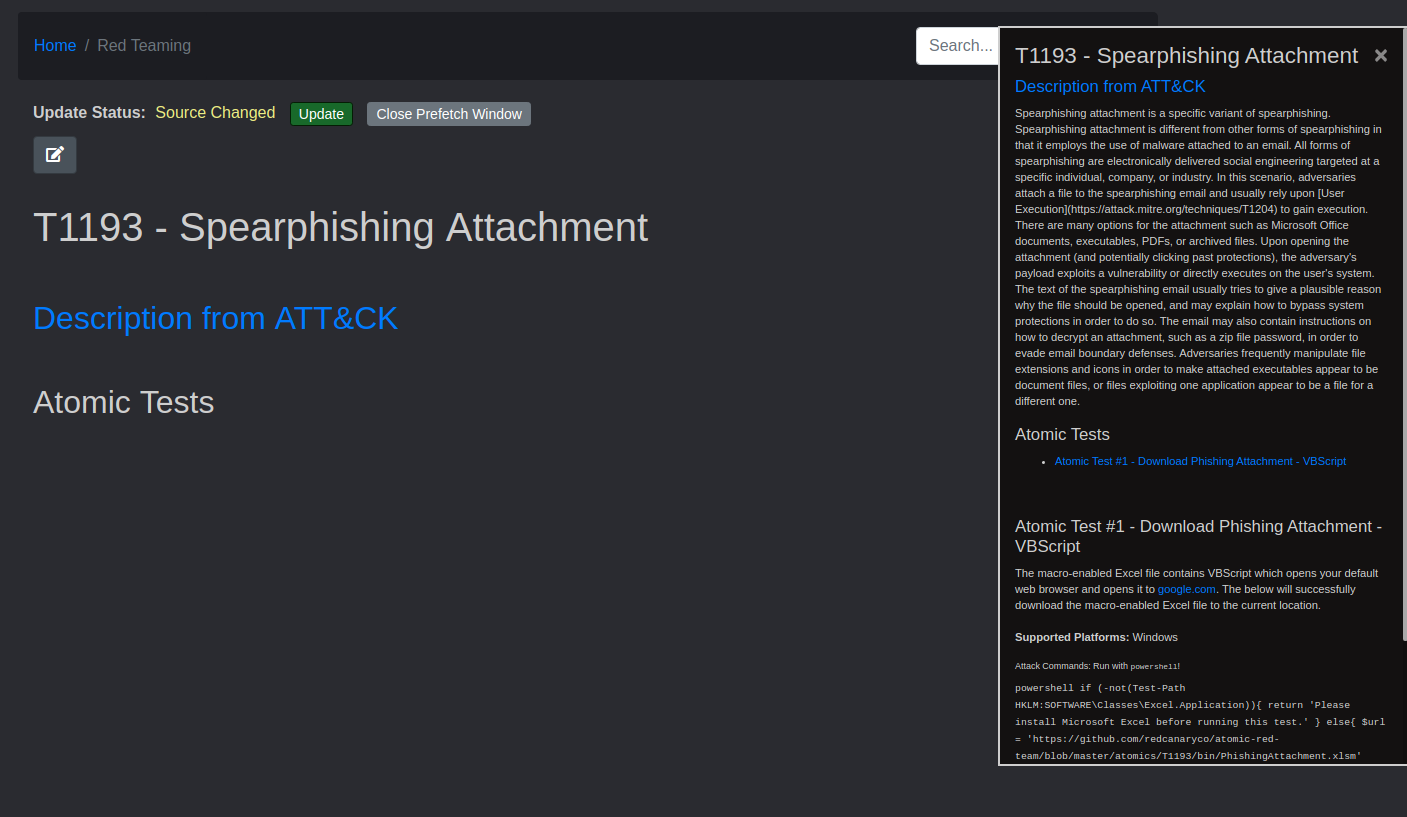 Home / Red Teaming
Search...
Update Status: Source Changed Update Close Prefetch Window
T1193 - Spearphishing Attachment
Description from ATT&CK
Atomic Tests
T1193 - Spearphishing Attachment ×
Description from ATT&CK
Spearphishing attachment is a specific variant of spearphishing.
Spearphishing attachment is different from other forms of spearphishing in
that it employs the use of malware attached to an email. All forms of
spearphishing are electronically delivered social engineering targeted at a
specific individual, company, or industry. In this scenario, adversaries
attach a file to the spearphishing email and usually rely upon [User
Execution](https://attack.mitre.org/techniques/T1204) to gain execution.
There are many options for the attachment such as Microsoft Office
documents, executables, PDFs, or archived files. Upon opening the
attachment (and potentially clicking past protections), the adversary's
payload exploits a vulnerability or directly executes on the user's system.
The text of the spearphishing email usually tries to give a plausible reason
why the file should be opened, and may explain how to bypass system
protections in order to do so. The email may also contain instructions on
how to decrypt an attachment, such as a zip file password, in order to
evade email boundary defenses. Adversaries frequently manipulate file
extensions and icons in order to make attached executables appear to be
document files, or files exploiting one application appear to be a file for a
different one.
Atomic Tests
• Atomic Test #1 - Download Phishing Attachment - VBScript
Atomic Test #1 - Download Phishing Attachment -
VBScript
The macro-enabled Excel file contains VBScript which opens your default
web browser and opens it to google.com. The below will successfully
download the macro-enabled Excel file to the current location.
Supported Platforms: Windows
Attack Commands: Run with powershell!
powershell if (-not(Test-Path
HKLM:SOFTWARE\Classes\Excel.Application)){ return 'Please
install Microsoft Excel before running this test.' } else{ $url
= 'https://github.com/redcanaryco/atomic-red-
team/blob/master/atomics/T1193/bin/PhishingAttachment.xlsm'